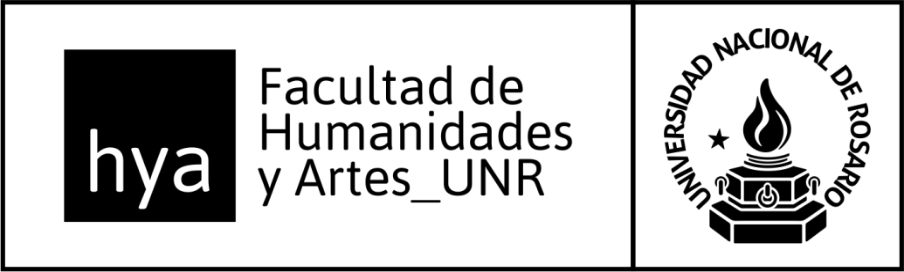 hya
Facultad de
Humanidades
y Artes_UNR
UNIVERSIDAD NACIONAL DE ROSARIO